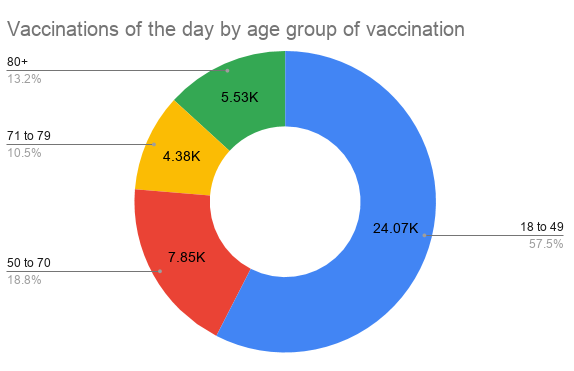 Vaccinations of the day by age group of vaccination
80+
13.2%
5.53K
71 to 79
10.5%
4.38K
18 to 49
57.5%
24.07K
50 to 70
18.8%
7.85K